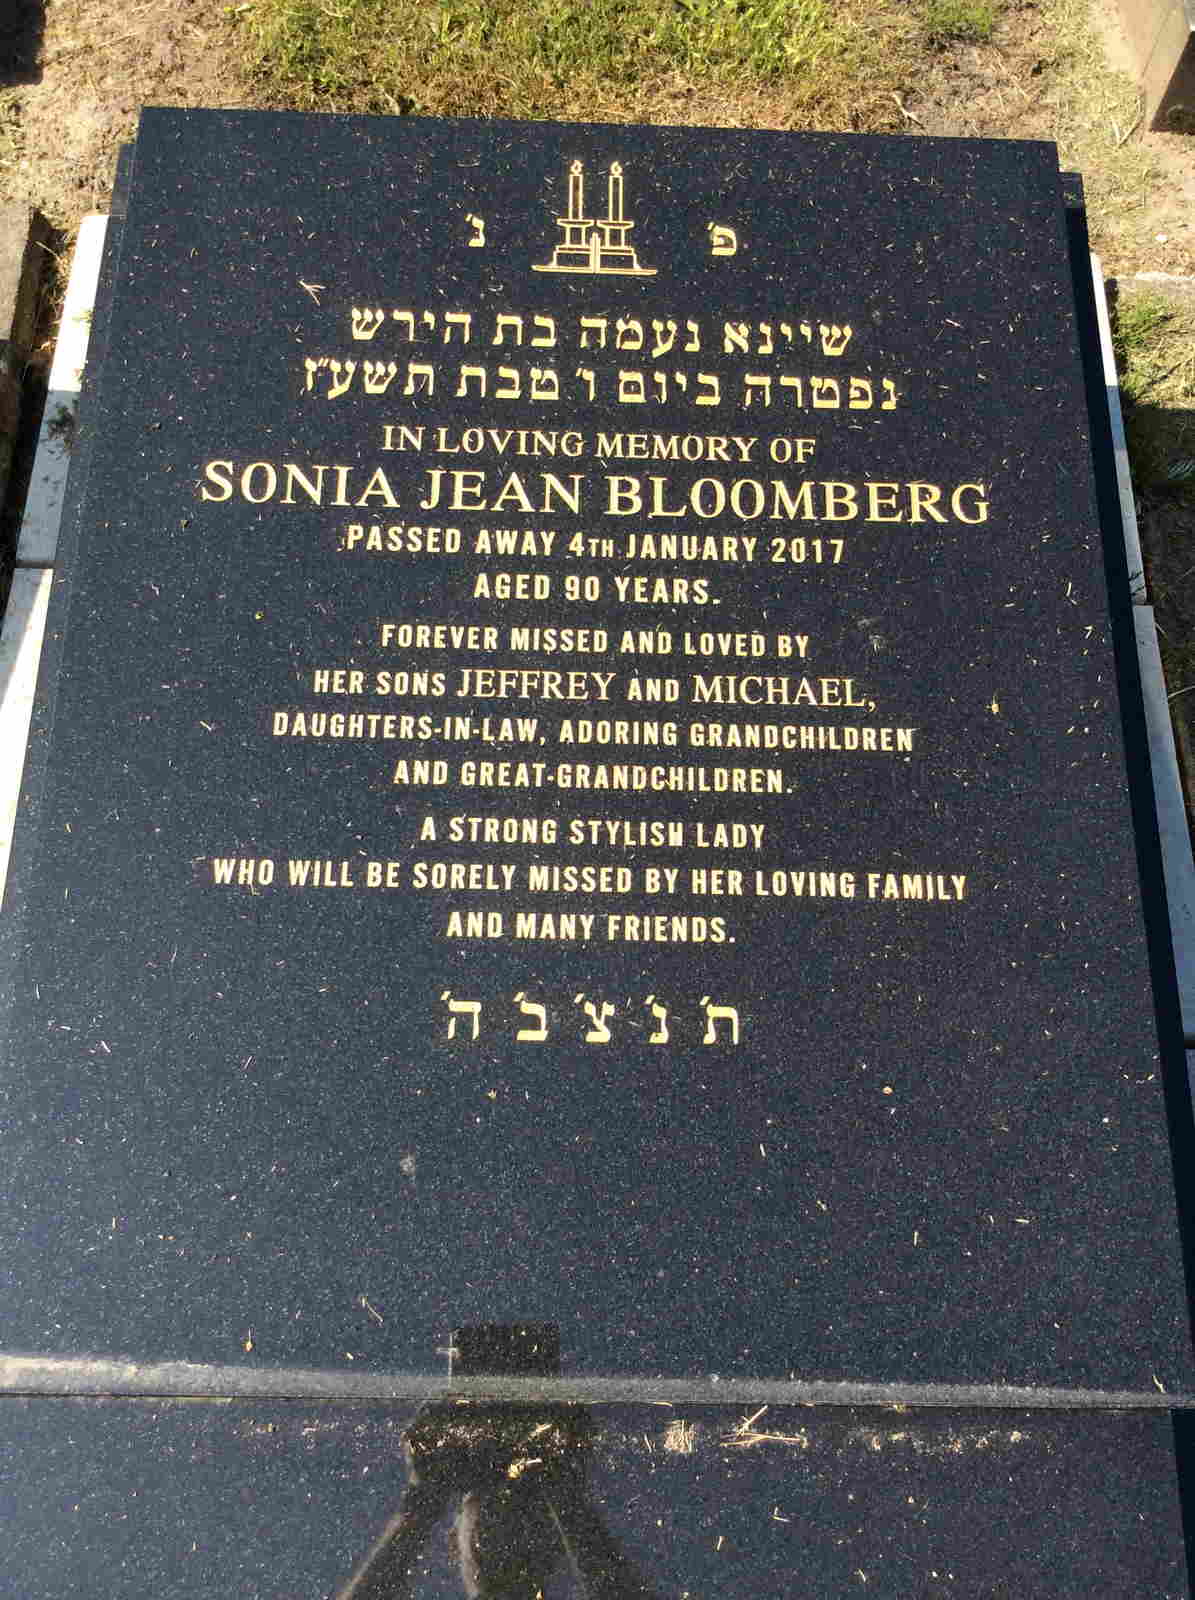 פ׳ נ׳
שיינא נעמה בת הירש
נפטרה ביום ו׳ טבת תשע״ז
IN LOVING MEMORY OF
SONIA JEAN BLOOMBERG
PASSED AWAY 4TH JANUARY 2017
AGED 90 YEARS.
FOREVER MISSED AND LOVED BY
HER SONS JEFFREY AND MICHAEL,
DAUGHTERS-IN-LAW, ADORING GRANDCHILDREN
AND GREAT-GRANDCHILDREN.
A STRONG STYLISH LADY
WHO WILL BE SORELY MISSED BY HER LOVING FAMILY
AND MANY FRIENDS.
ת׳ נ׳ צ׳ ב׳ ה׳